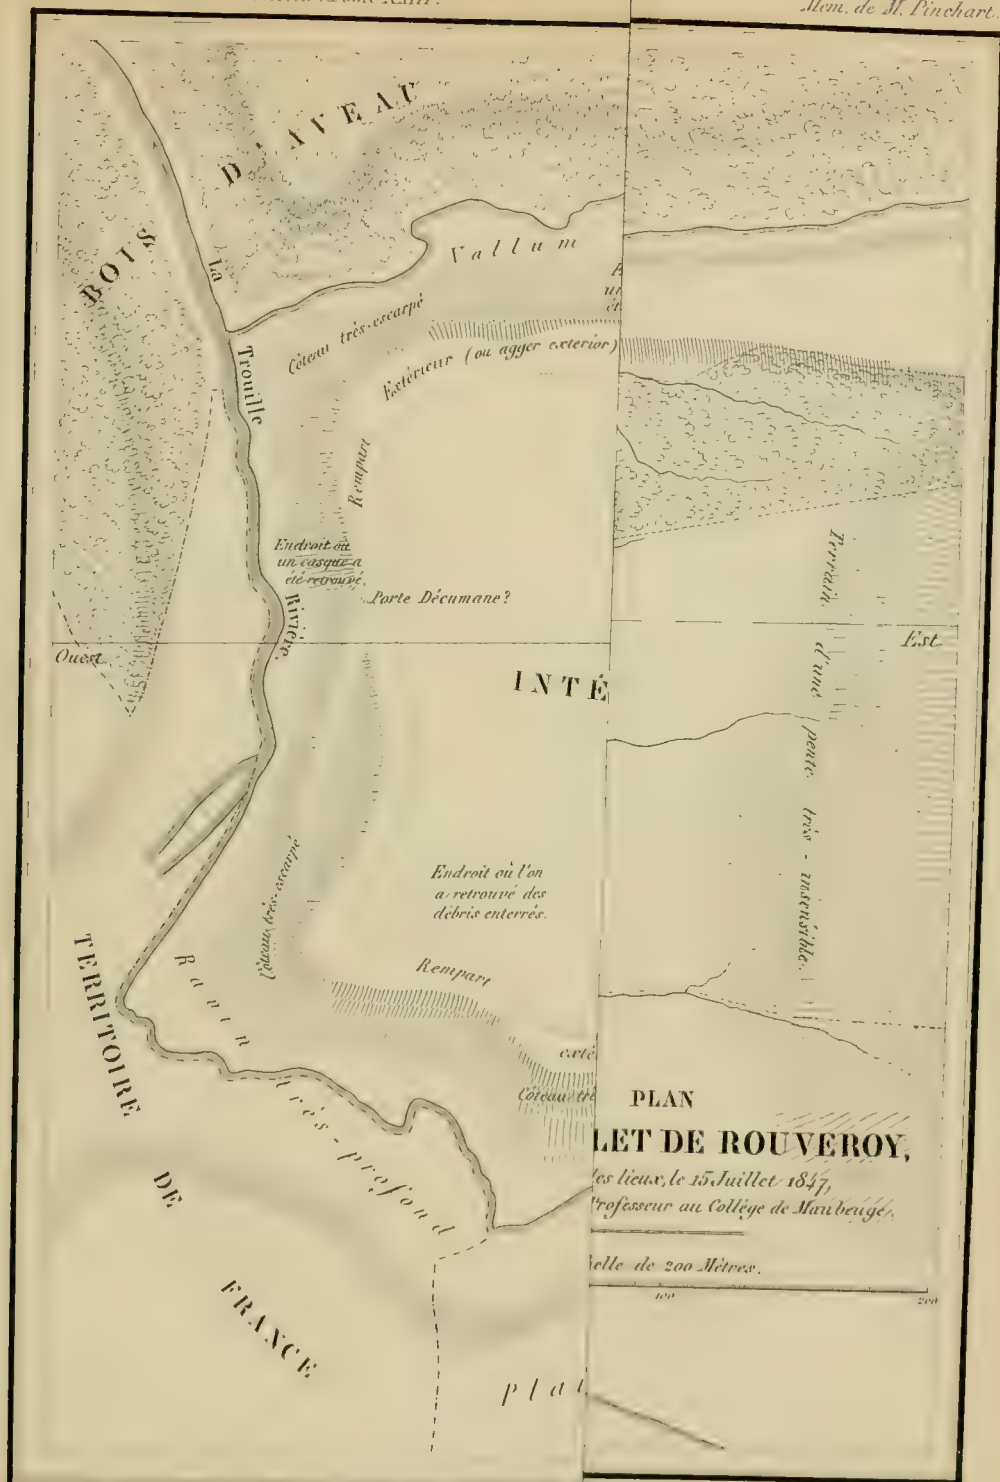 Mém. de M. Pinchart.
BOIS
D'AVEAU
La
Trouille
Rivière.
Vallum
Côteau très-escarpé
Extérieur (ou agger exterior)
Rempart
Endroit où
un casque a
été retrouvé.
Porte Décumane?
Ouest
Est
INTÉ
Terrain
d'une
pente
très-insensible.
Endroit où l'on
a retrouvé des
débris enterrés.
Côteau très-escarpé
Rempart
exté
Côteau trè
Ravin
très-profond
TERRITOIRE
DE
FRANCE
PLAN
LET DE ROUVEROY,
les lieux, le 15 Juillet 1847,
Professeur au Collège de Maubeuge.
elle de 200 Mètres.
100
200
plat